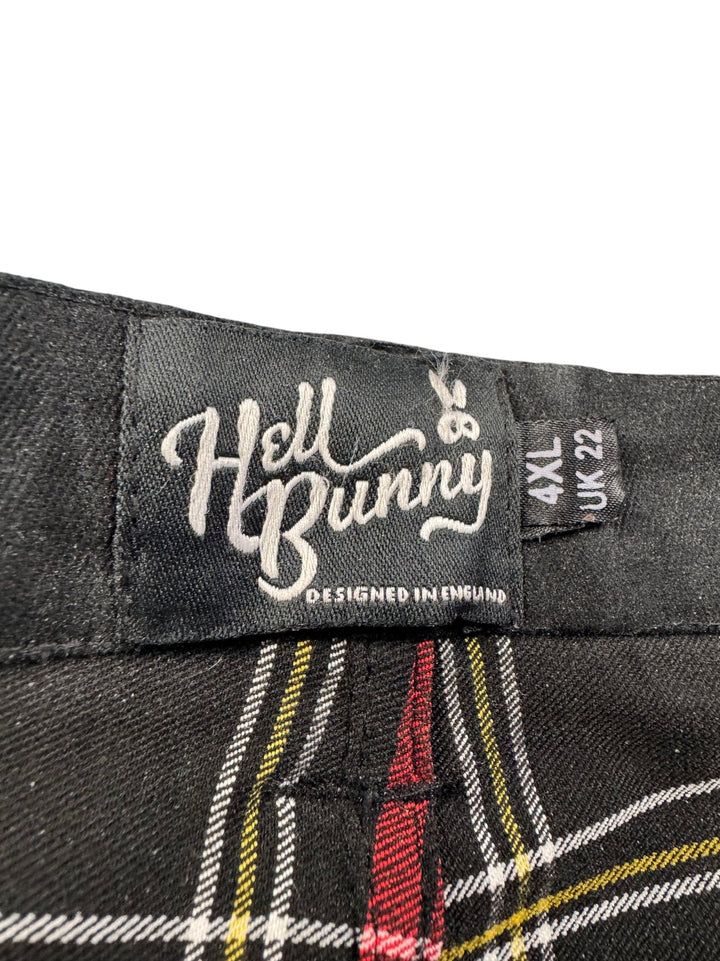 Hell
Bunny
DESIGNED IN ENGLAND
4XL
UK 22